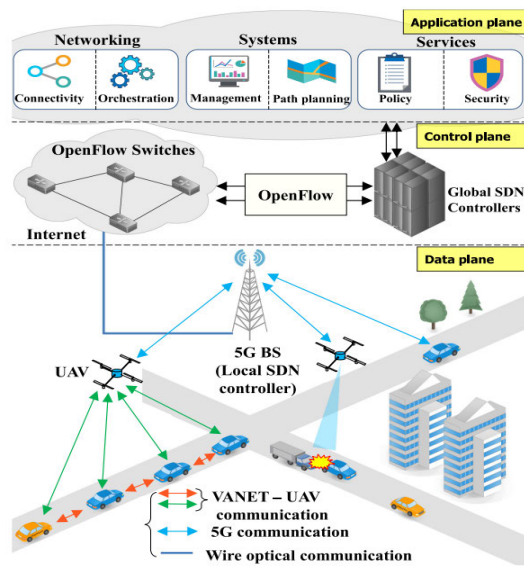 Application plane
Networking
Systems
Services
Connectivity
Orchestration
Management
Path planning
Policy
Security
Control plane
OpenFlow Switches
OpenFlow
Global SDN
Controllers
Internet
Data plane
5G BS
(Local SDN
controller)
UAV
VANET – UAV
communication
5G communication
Wire optical communication